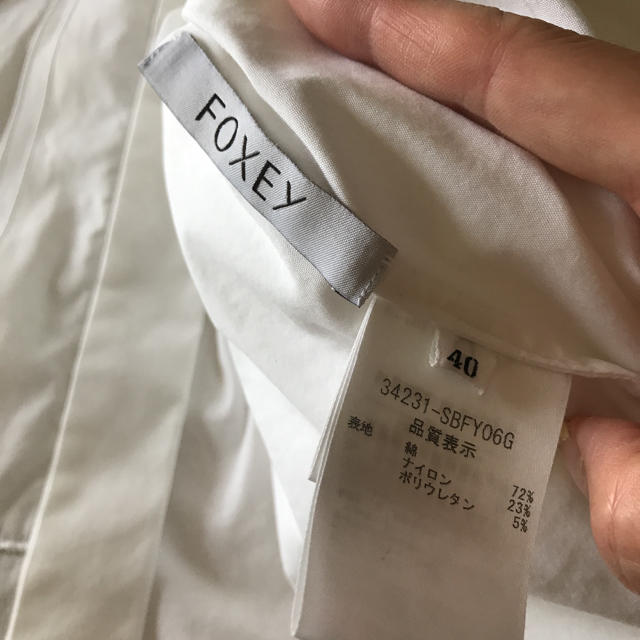 FOXEY
40
34231-SBFY06G
品質表示
表地
綿 72%
ナイロン 23%
ポリウレタン 5%